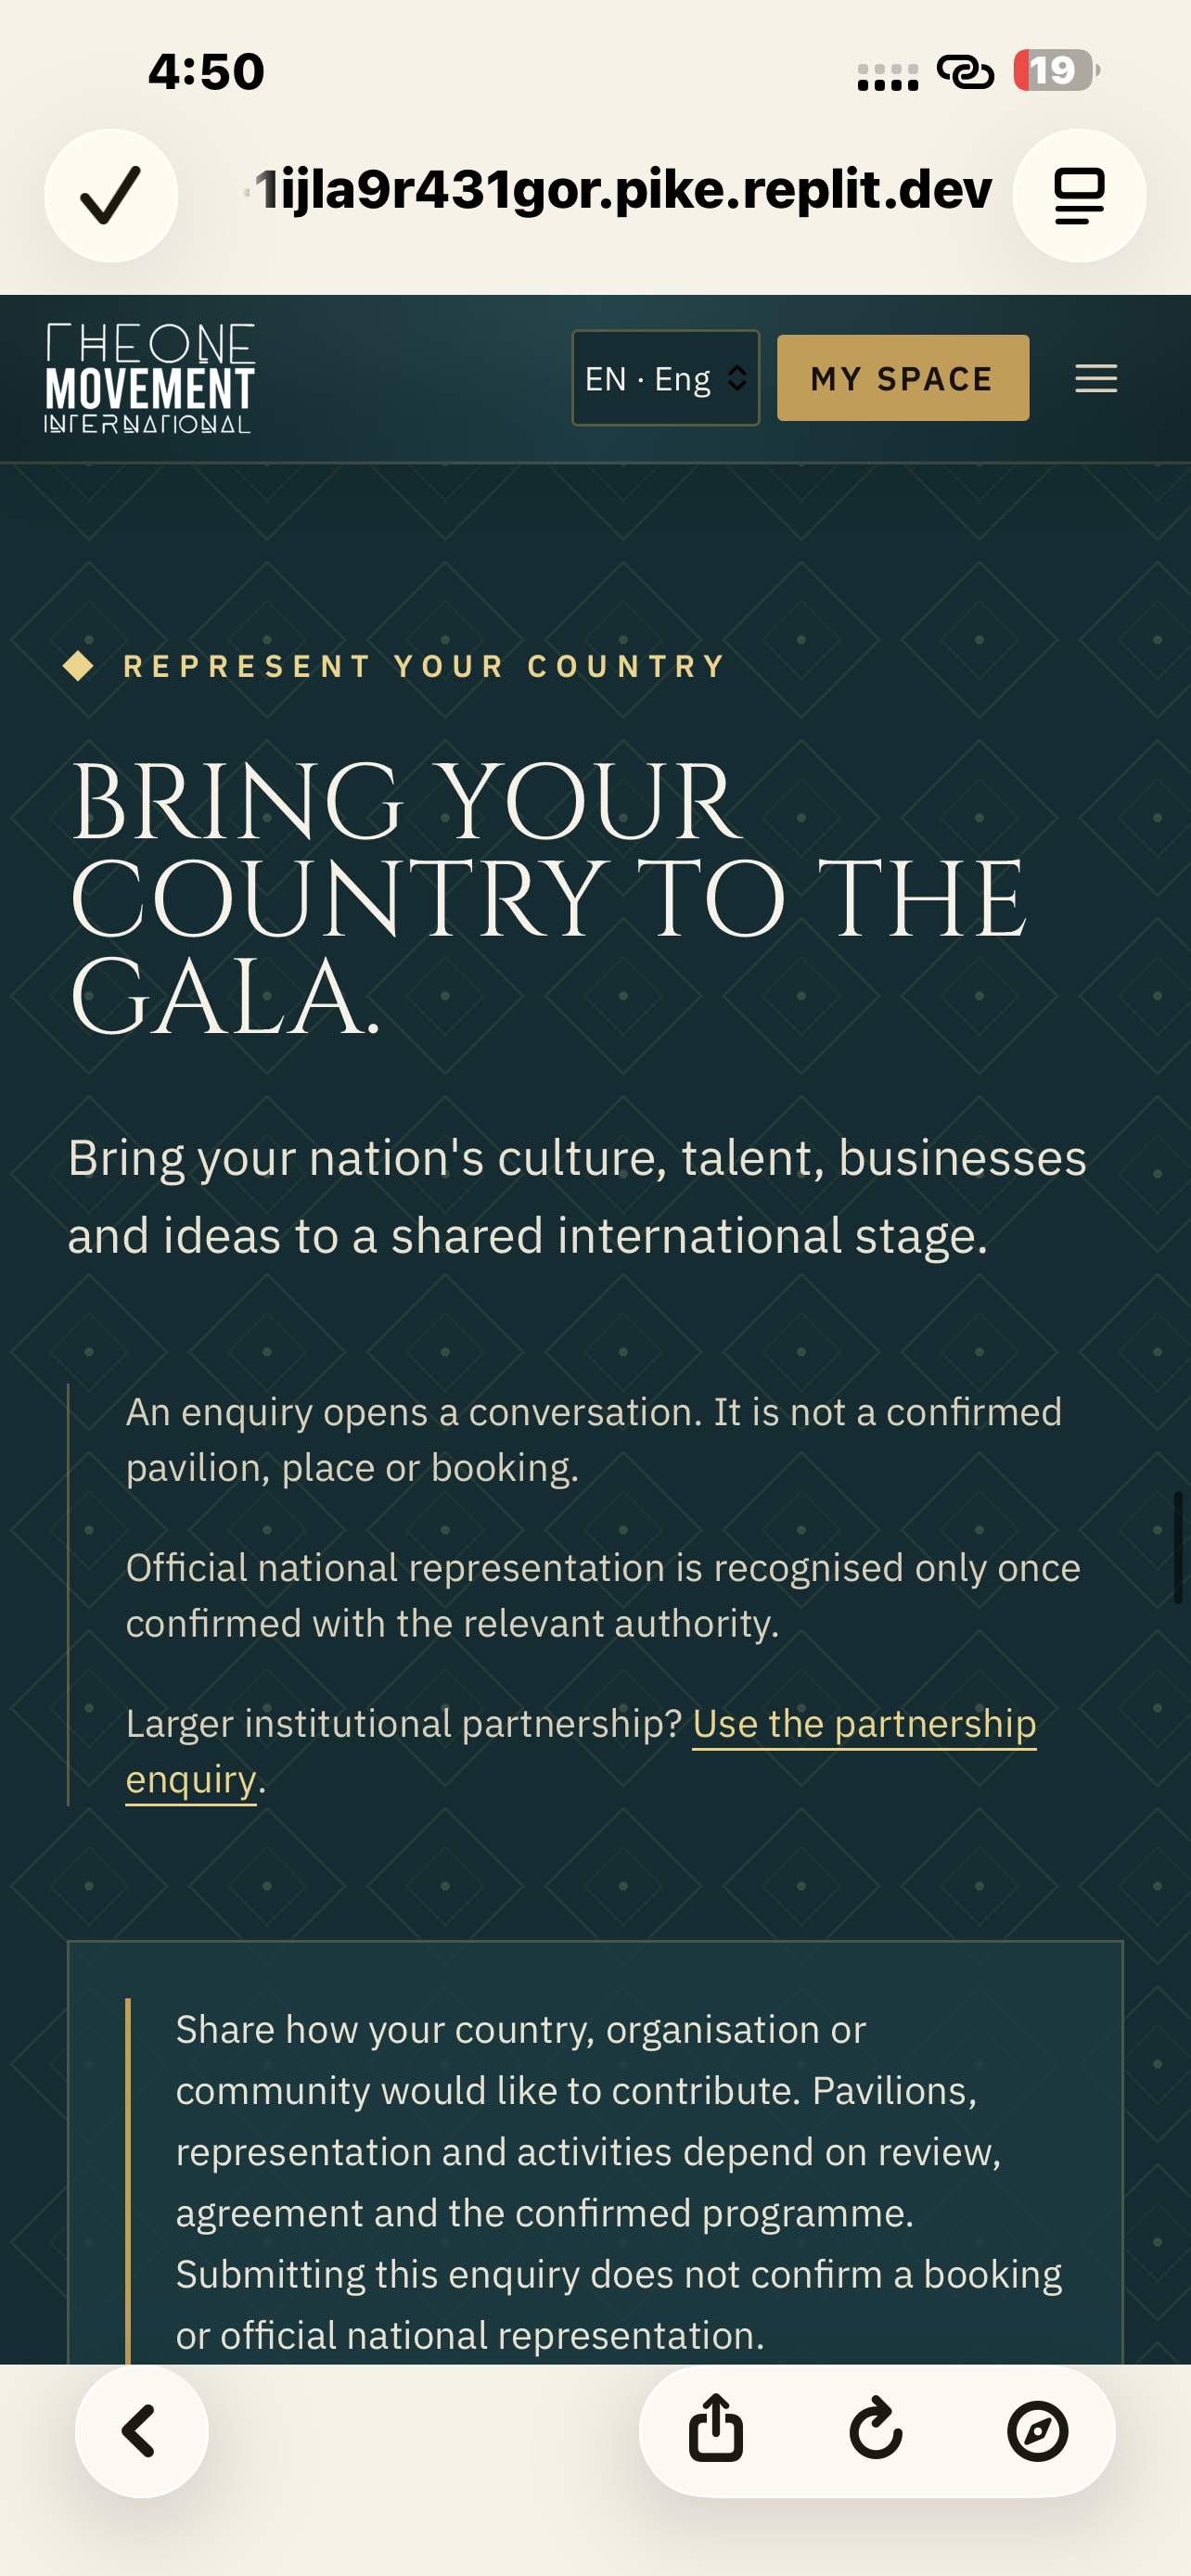 4:50
19
1ijla9r431gor.pike.replit.dev
THE ONE
MOVEMENT
INTERNATIONAL
EN · Eng
MY SPACE
REPRESENT YOUR COUNTRY
BRING YOUR
COUNTRY TO THE
GALA.
Bring your nation's culture, talent, businesses
and ideas to a shared international stage.
An enquiry opens a conversation. It is not a confirmed
pavilion, place or booking.
Official national representation is recognised only once
confirmed with the relevant authority.
Larger institutional partnership? Use the partnership
enquiry.
Share how your country, organisation or
community would like to contribute. Pavilions,
representation and activities depend on review,
agreement and the confirmed programme.
Submitting this enquiry does not confirm a booking
or official national representation.